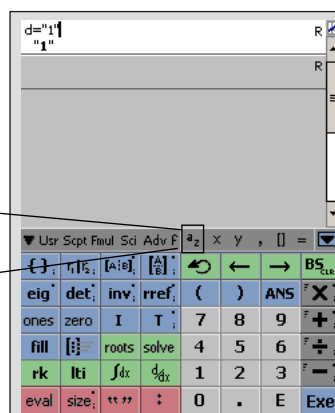 d="1" R
"1"
R
▼ Usr Scpt Fmul Sci Adv F a z x y , [] = ▼
{ }; [A¦B]; ← → BS CLR
eig; det; inv; rref; ( ) ANS X
ones zero I T; 7 8 9 +
fill roots solve 4 5 6 ÷
rk lti ∫dx d/dx 1 2 3 −
eval size; "" : 0 . E Exe